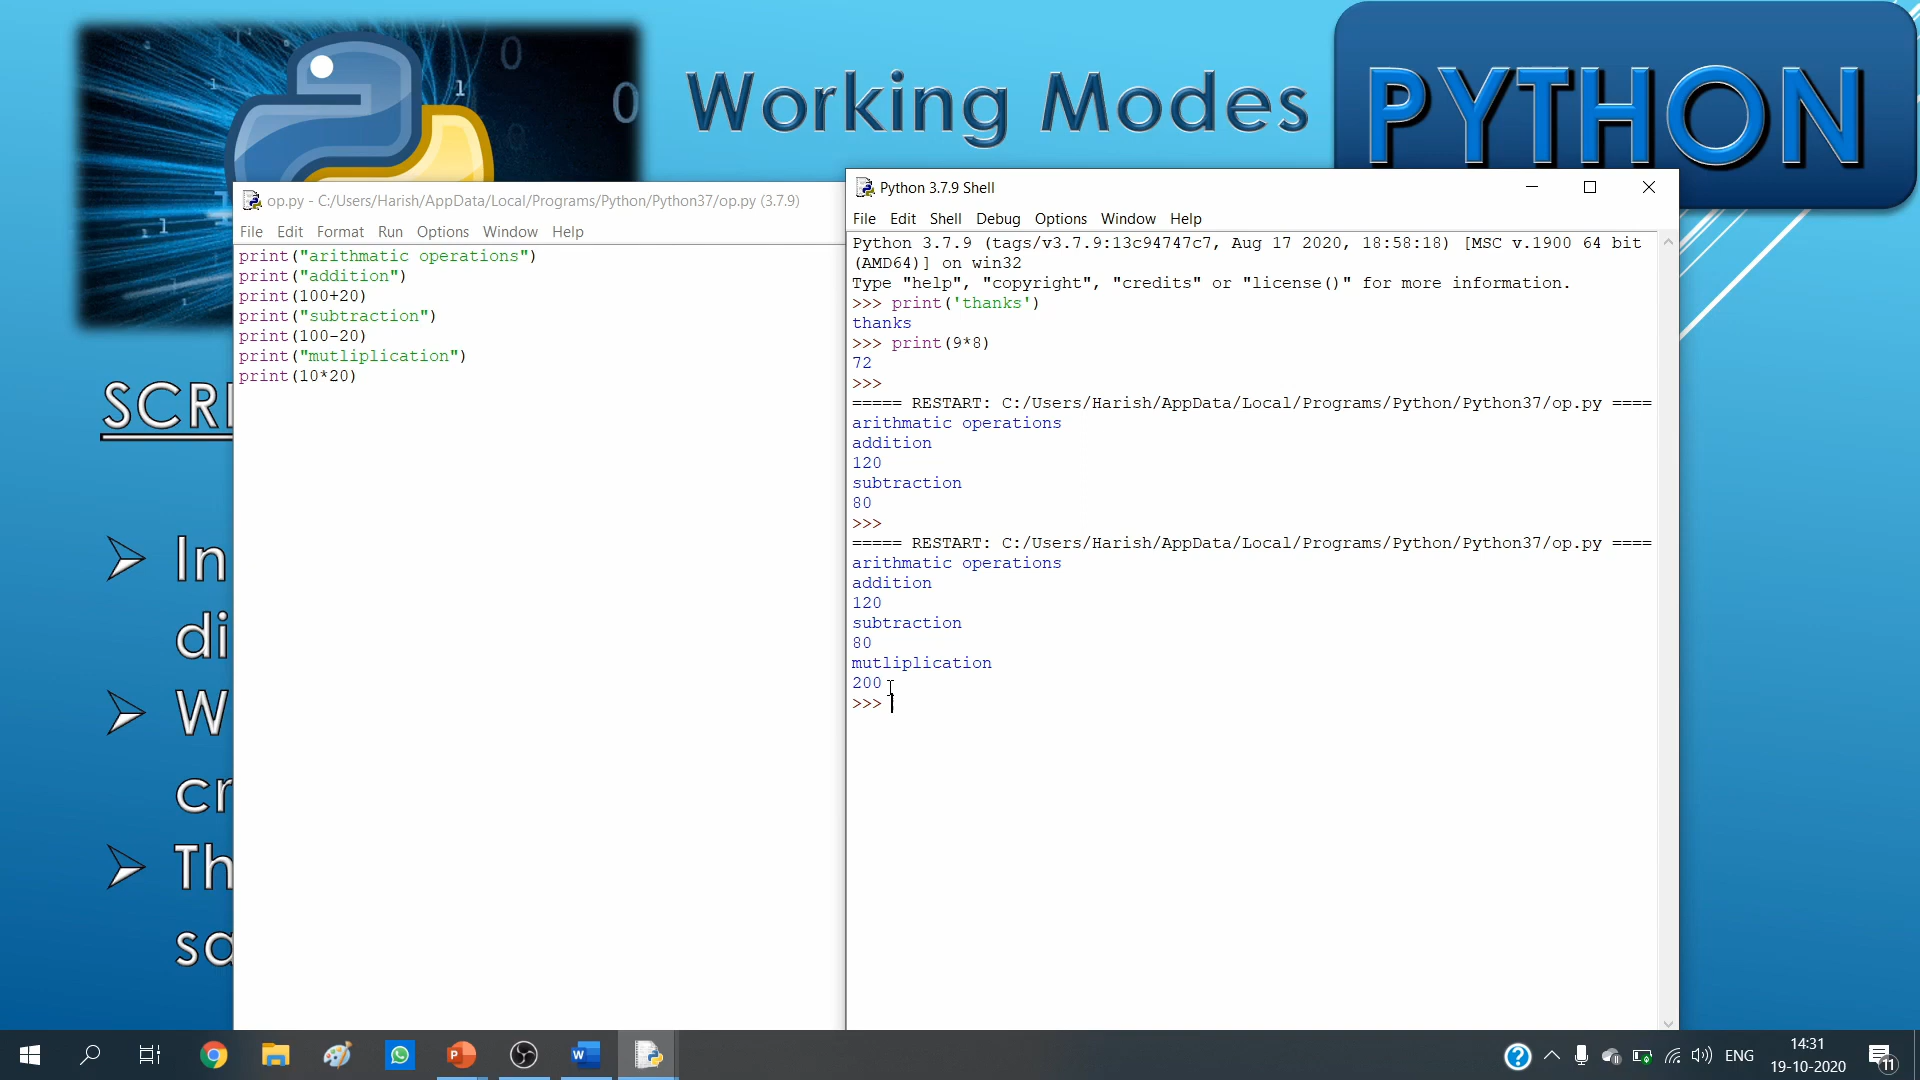 Working Modes
PYTHON
op.py - C:/Users/Harish/AppData/Local/Programs/Python/Python37/op.py (3.7.9)
File Edit Format Run Options Window Help
print("arithmatic operations")
print("addition")
print(100+20)
print("subtraction")
print(100-20)
print("mutliplication")
print(10*20)
Python 3.7.9 Shell
File Edit Shell Debug Options Window Help
Python 3.7.9 (tags/v3.7.9:13c94747c7, Aug 17 2020, 18:58:18) [MSC v.1900 64 bit
(AMD64)] on win32
Type "help", "copyright", "credits" or "license()" for more information.
>>> print('thanks')
thanks
>>> print(9*8)
72
>>>
===== RESTART: C:/Users/Harish/AppData/Local/Programs/Python/Python37/op.py ====
arithmatic operations
addition
120
subtraction
80
>>>
===== RESTART: C:/Users/Harish/AppData/Local/Programs/Python/Python37/op.py ====
arithmatic operations
addition
120
subtraction
80
mutliplication
200
>>>
SCRI
In
di
W
cr
Th
sa
ENG
14:31
19-10-2020
11